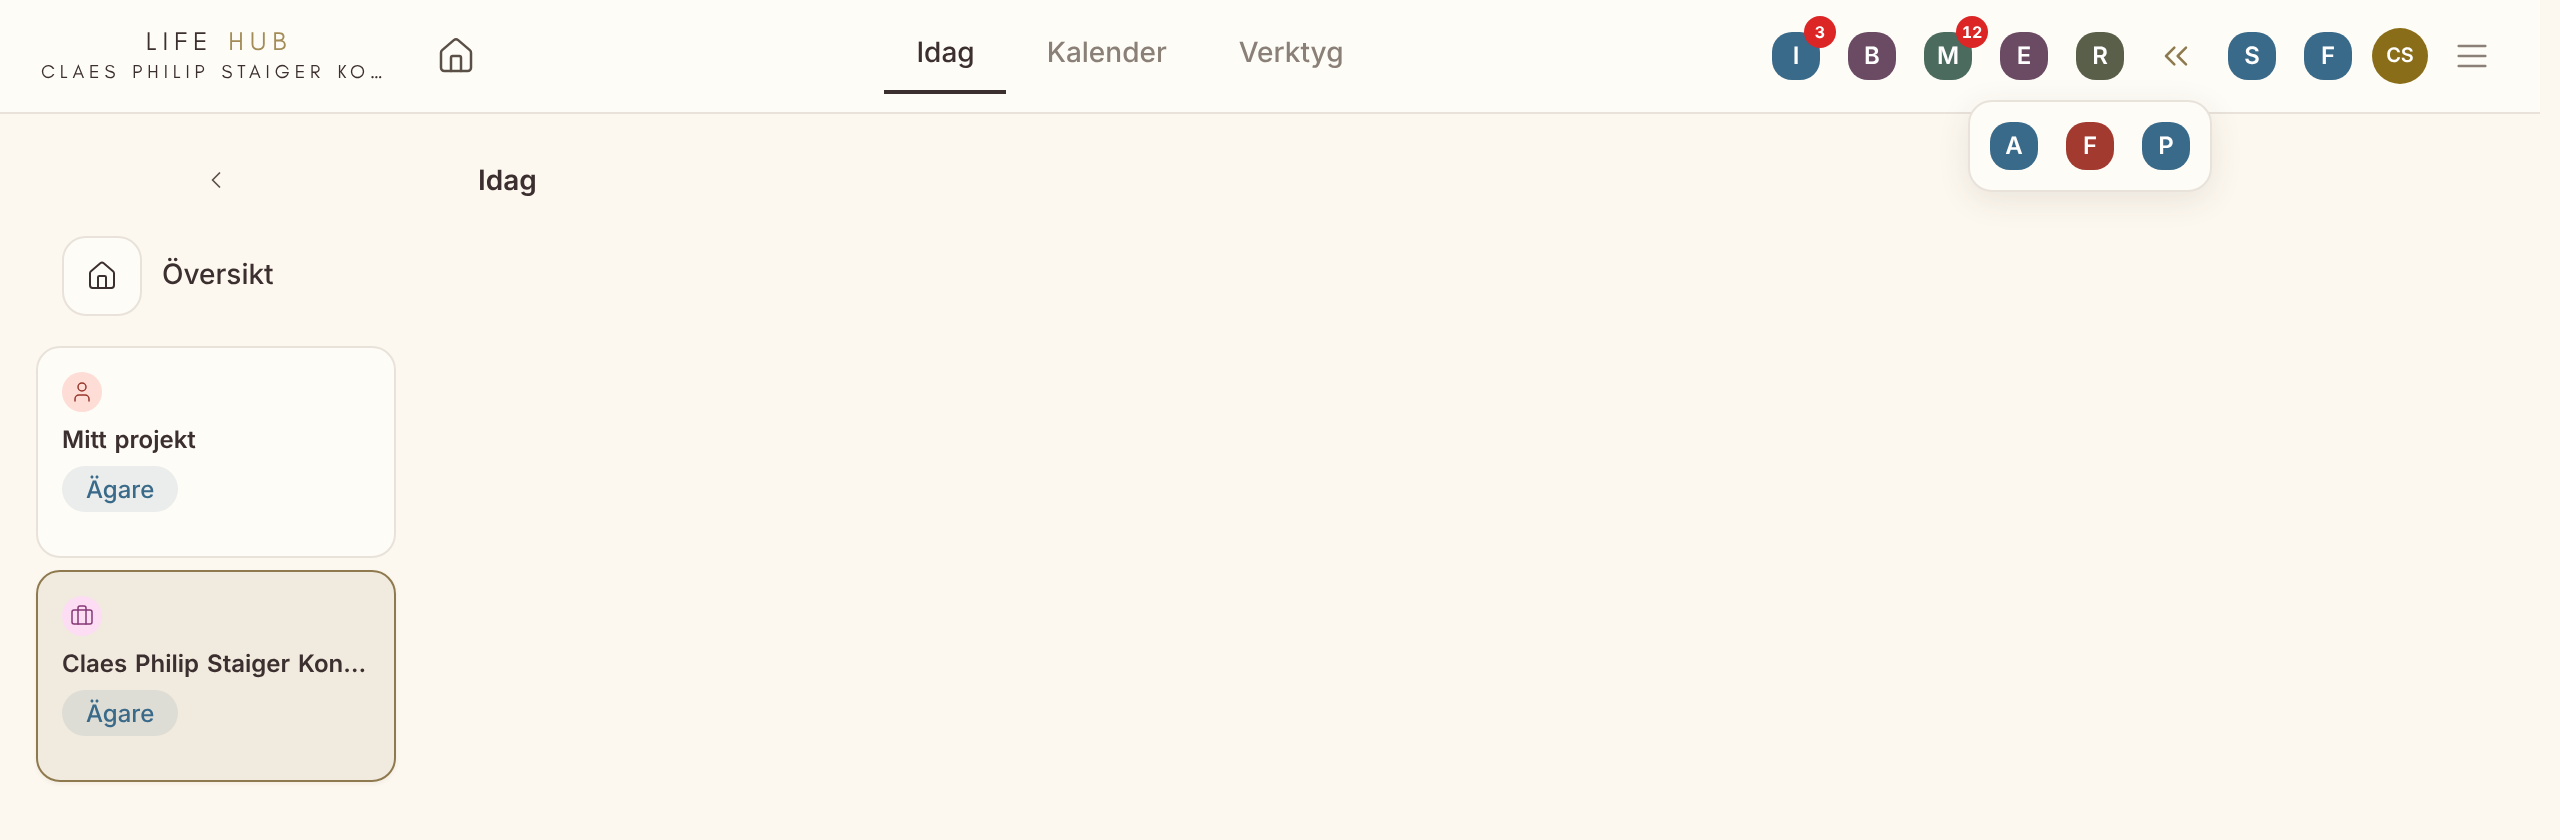 LIFE HUB
CLAES PHILIP STAIGER KO…
Idag
Kalender
Verktyg
I
3
B
M
12
E
R
S
F
CS
A
F
P
Idag
Översikt
Mitt projekt
Ägare
Claes Philip Staiger Kon…
Ägare